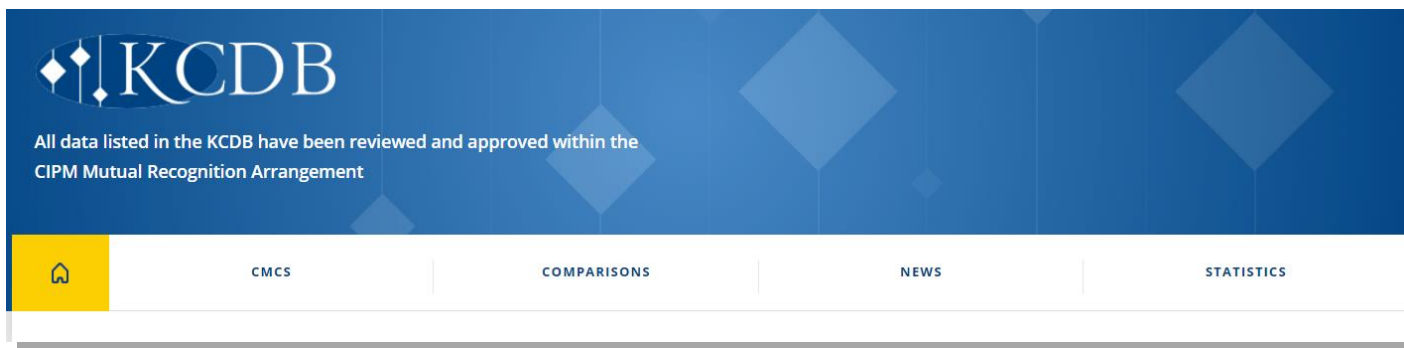 KCDB
All data listed in the KCDB have been reviewed and approved within the
CIPM Mutual Recognition Arrangement
CMCS COMPARISONS NEWS STATISTICS